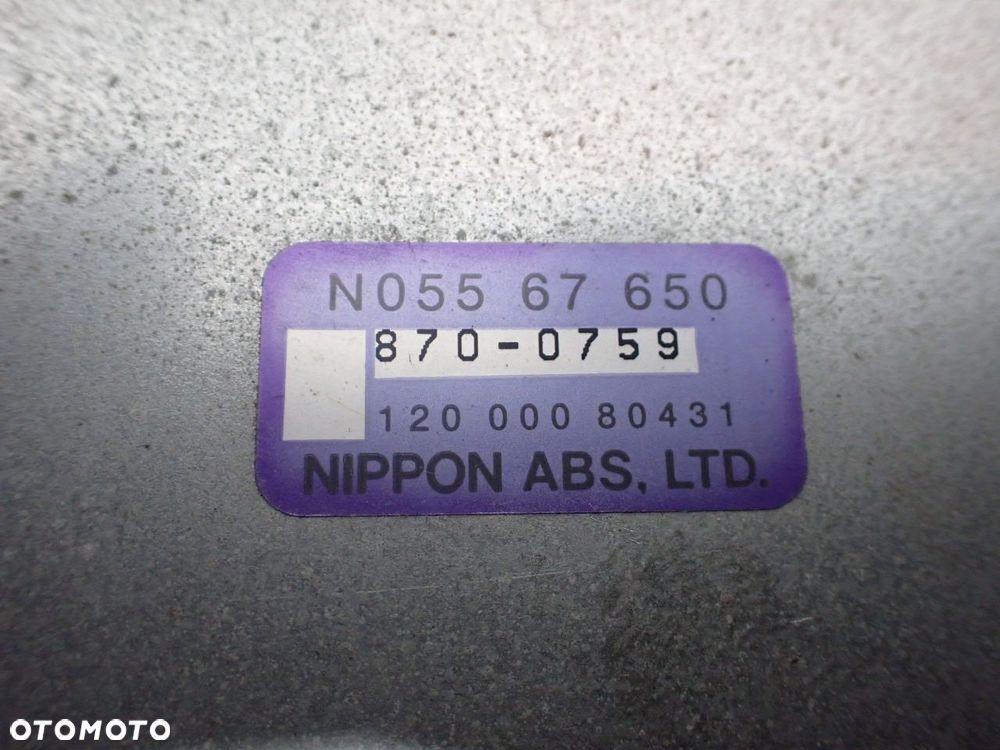 N055 67 650
870-0759
120 000 80431
NIPPON ABS, LTD.
OTOMOTO